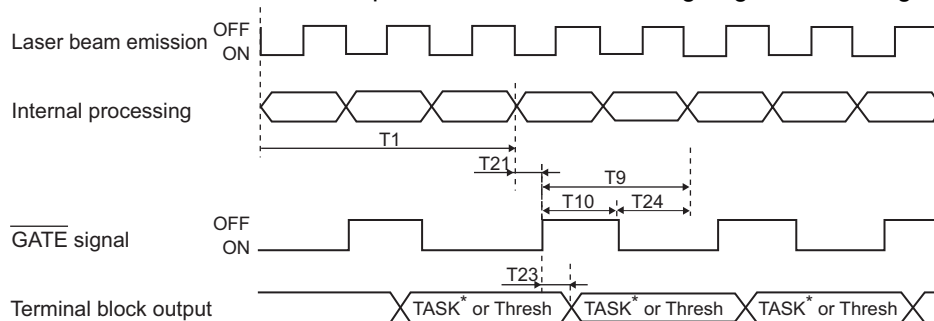 OFF
Laser beam emission
ON
Internal processing
T1
T21
T9
T10 T24
OFF
GATE signal
ON
T23
Terminal block output
TASK* or Thresh TASK* or Thresh TASK* or Thresh